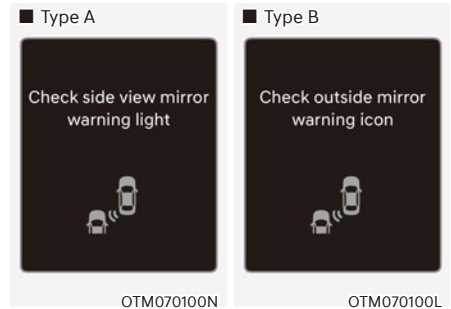 ■ Type A
Check side view mirror
warning light
OTM070100N
■ Type B
Check outside mirror
warning icon
OTM070100L